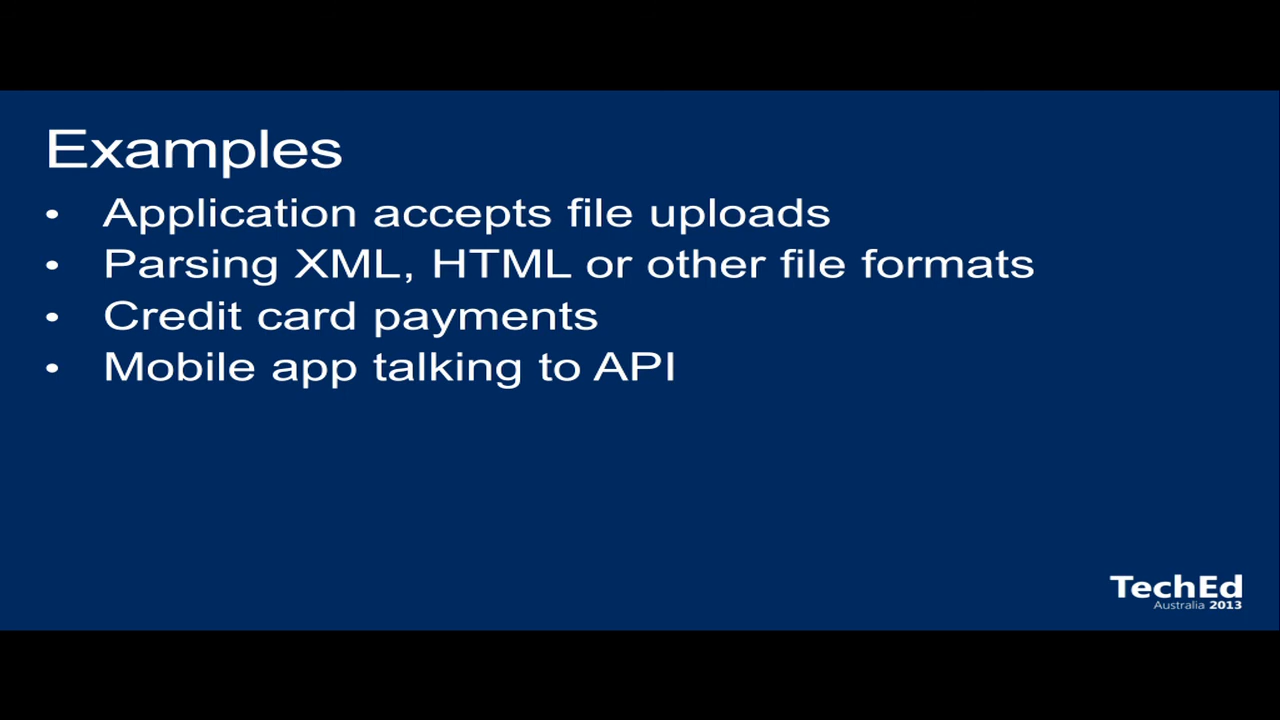 Examples
• Application accepts file uploads
• Parsing XML, HTML or other file formats
• Credit card payments
• Mobile app talking to API
TechEd
Australia 2013